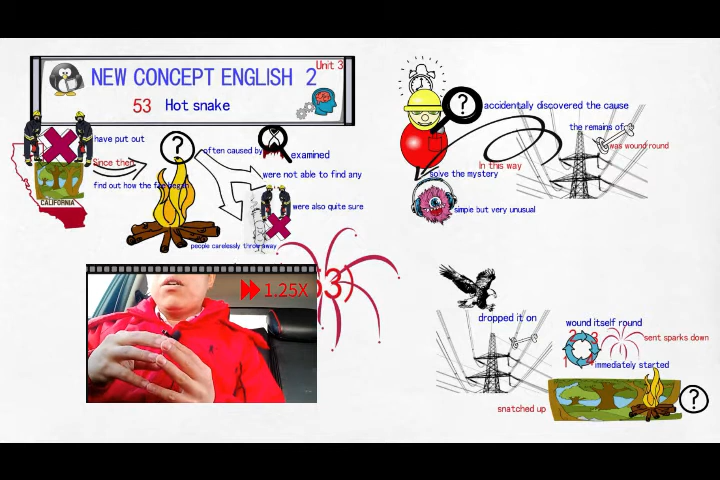 Unit 3
NEW CONCEPT ENGLISH 2
53 Hot snake
have put out
Since then
find out how the fire began
CALIFORNIA
?
often caused by
examined
were not able to find any
were also quite sure
people carelessly throw away
1.25X
?
accidentally discovered the cause
the remains of
was wound round
In this way
solve the mystery
simple but very unusual
dropped it on
wound itself round
sent sparks down
immediately started
snatched up
?